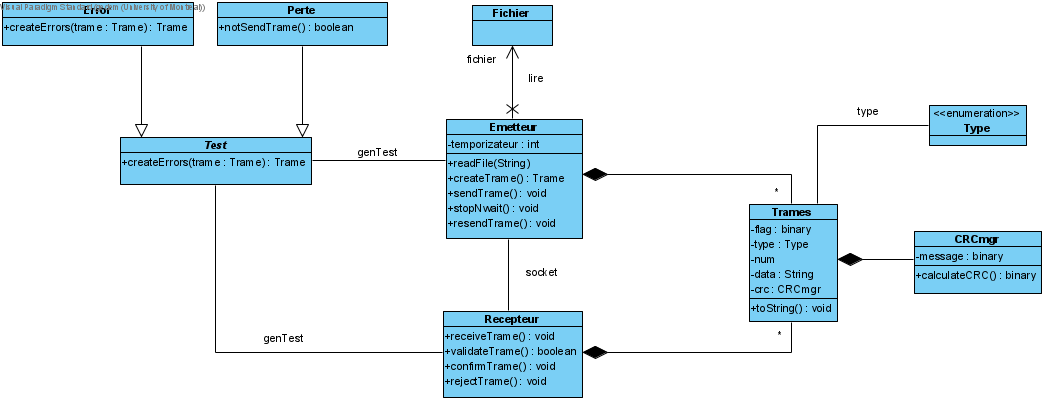 Visual Paradigm Standard (University of Montreal)
Error
+createErrors(trame : Trame) : Trame
Perte
+notSendTrame() : boolean
Fichier
fichier
lire
type
<<enumeration>>
Type
Test
+createErrors(trame : Trame) : Trame
genTest
Emetteur
-temporizateur : int
+readFile(String)
+createTrame() : Trame
+sendTrame() : void
+stopNwait() : void
+resendTrame() : void
*
Trames
-flag : binary
-type : Type
-num
-data : String
-crc : CRCmgr
+toString() : void
CRCmgr
-message : binary
+calculateCRC() : binary
socket
Recepteur
+receiveTrame() : void
+validateTrame() : boolean
+confirmTrame() : void
+rejectTrame() : void
genTest
*